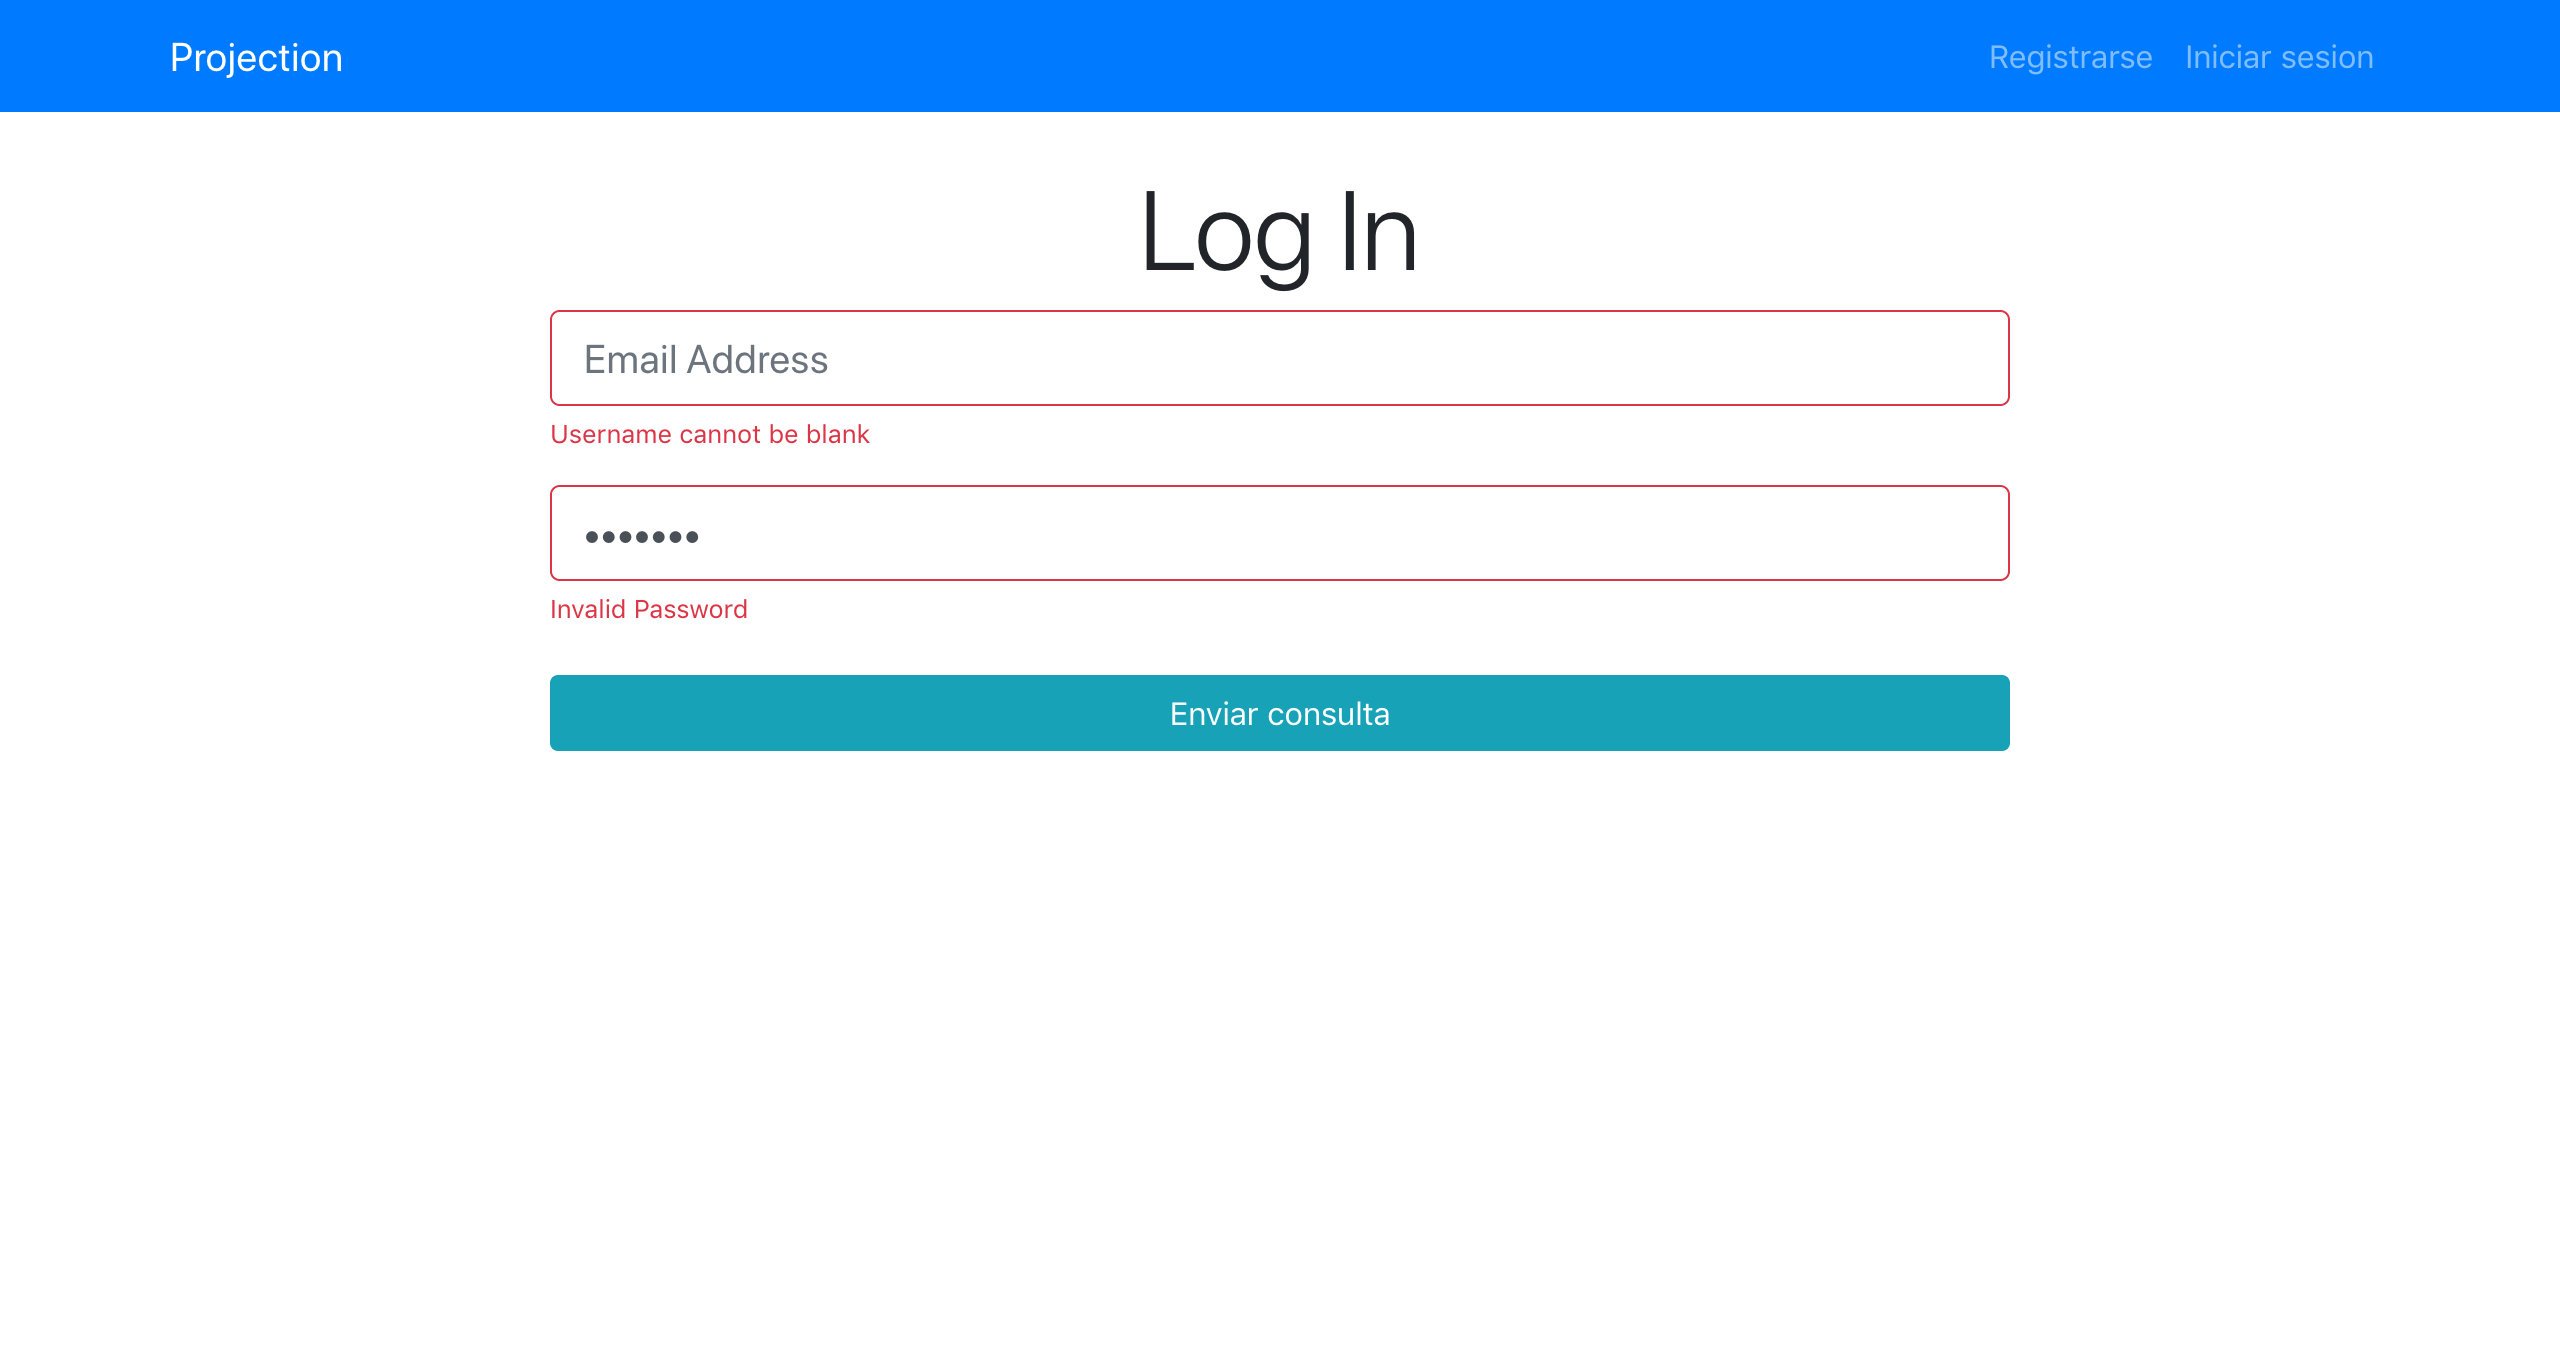 Projection
Registrarse Iniciar sesion
Log In
Email Address
Username cannot be blank
•••••••
Invalid Password
Enviar consulta